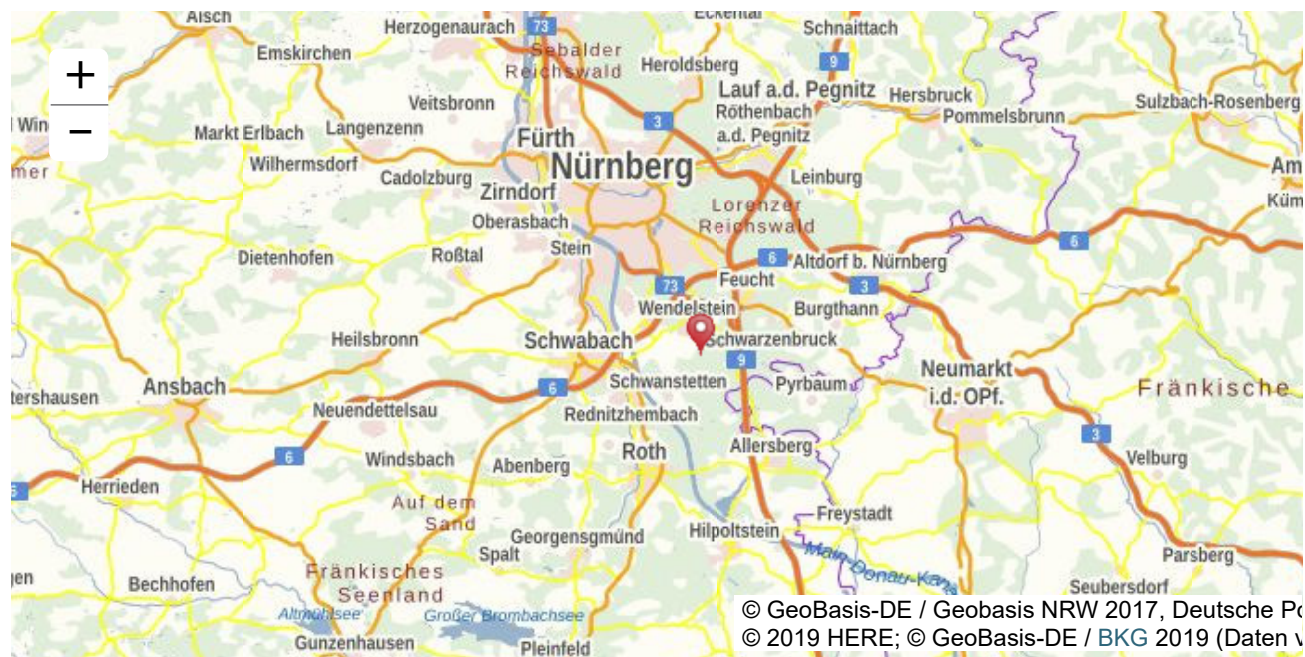 Aisch
Herzogenaurach
73
Eckental
Schnaittach
Emskirchen
Sebalder
Reichswald
Heroldsberg
9
+
Veitsbronn
Lauf a.d. Pegnitz
Hersbruck
Sulzbach-Rosenberg
−
Markt Erlbach
Langenzenn
Fürth
3
Röthenbach
a.d. Pegnitz
Pommelsbrunn
Wilhermsdorf
Cadolzburg
Nürnberg
Zirndorf
Leinburg
Oberasbach
Lorenzer
Reichswald
Dietenhofen
Roßtal
Stein
6
6
Altdorf b. Nürnberg
Feucht
73
3
Wendelstein
Burgthann
Heilsbronn
Schwabach
Schwarzenbruck
9
Ansbach
6
Schwanstetten
Pyrbaum
Neumarkt
i.d. OPf.
Fränkische
Neuendettelsau
Rednitzhembach
3
6
Windsbach
Abenberg
Roth
Allersberg
Velburg
Herrieden
Auf dem
Sand
Freystadt
Georgensgmünd
Hilpoltstein
Spalt
Parsberg
Main-Donau-Kana
Bechhofen
Fränkisches
Seenland
Seubersdorf
Altmühlsee
Großer Brombachsee
Gunzenhausen
Pleinfeld
© GeoBasis-DE / Geobasis NRW 2017, Deutsche Po
© 2019 HERE; © GeoBasis-DE / BKG 2019 (Daten v